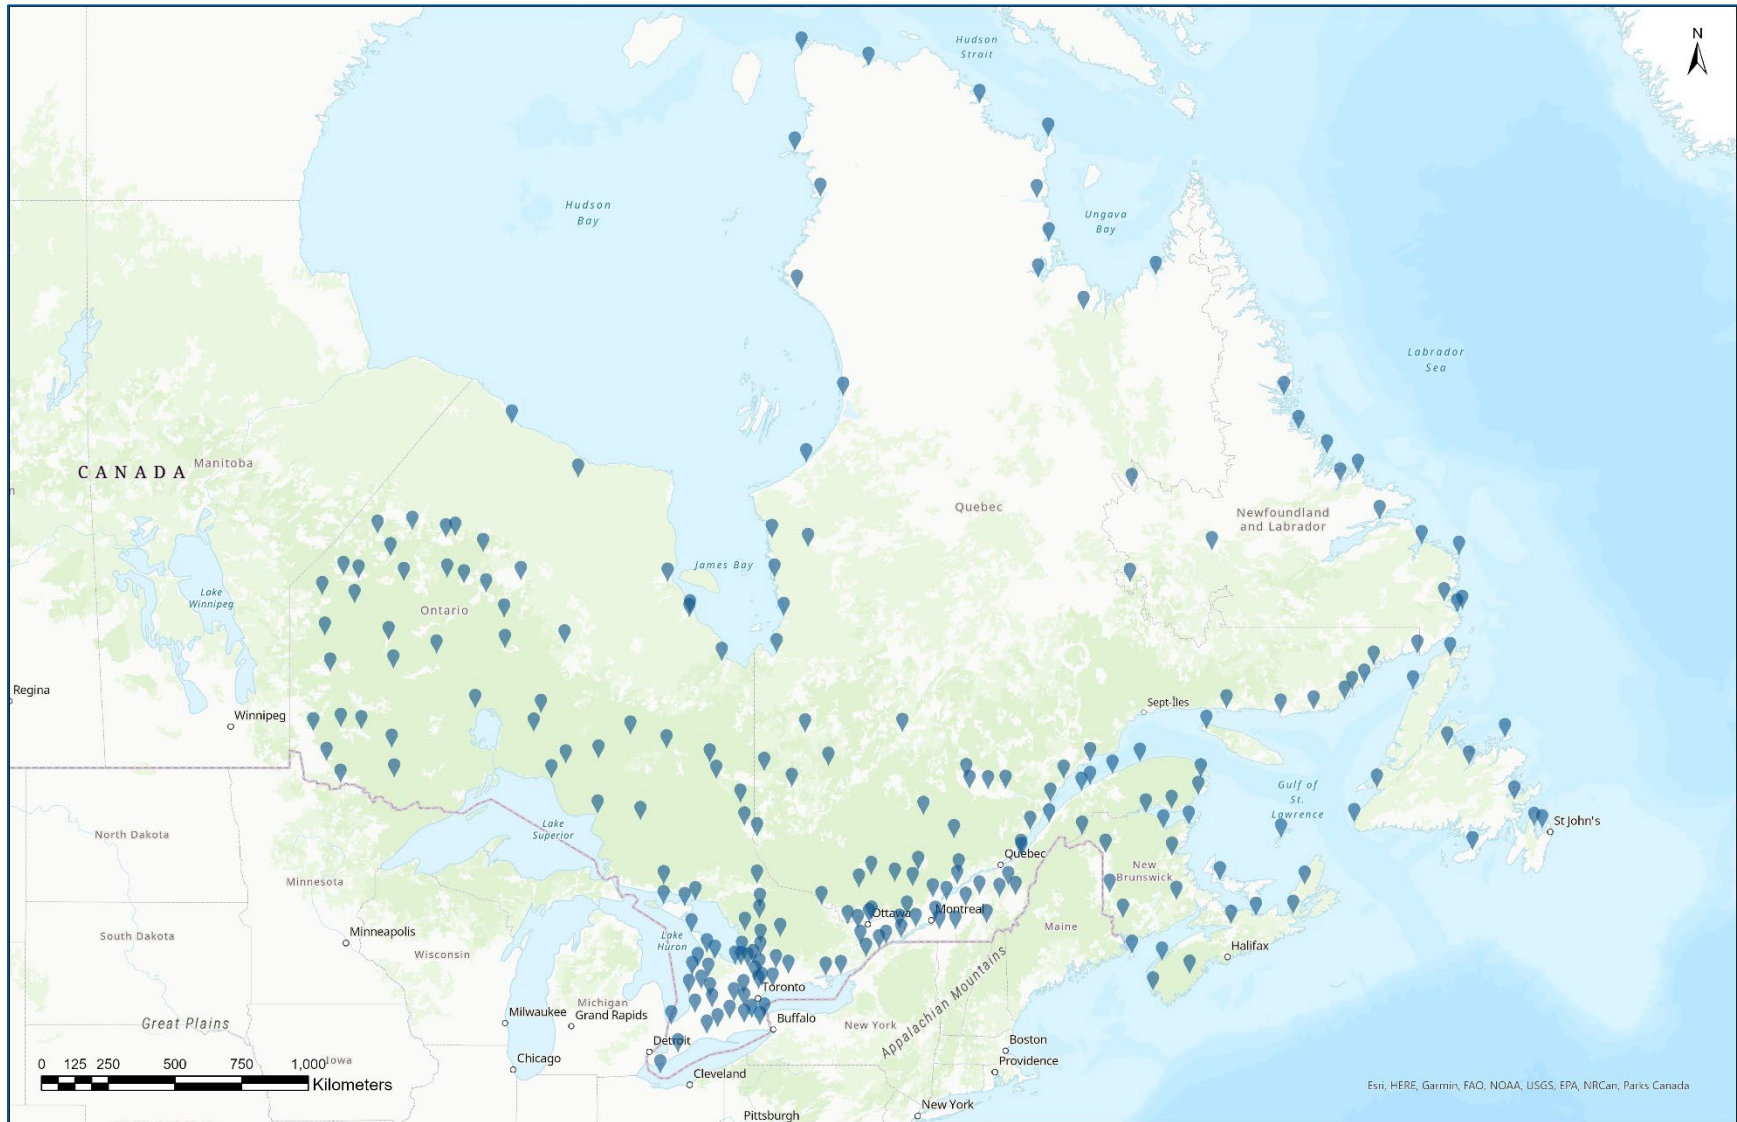 Hudson
Strait
N
Hudson
Bay
Ungava
Bay
Labrador
Sea
CANADA
Manitoba
n
Quebec
Newfoundland
and Labrador
James Bay
Lake
Winnipeg
Ontario
Regina
Winnipeg
Sept-Îles
Gulf of
St.
Lawrence
North Dakota
Lake
Superior
St John's
Quebec
New
Brunswick
Minnesota
Ottawa
Montreal
Minneapolis
South Dakota
Lake
Huron
Maine
Wisconsin
Halifax
Toronto
Michigan
Milwaukee
Grand Rapids
Great Plains
Buffalo
New York
Appalachian Mountains
Detroit
Boston
Chicago
Providence
0 125 250 500 750 1,000
Iowa
Kilometers
Cleveland
Esri, HERE, Garmin, FAO, NOAA, USGS, EPA, NRCan, Parks Canada
New York
Pittsburgh